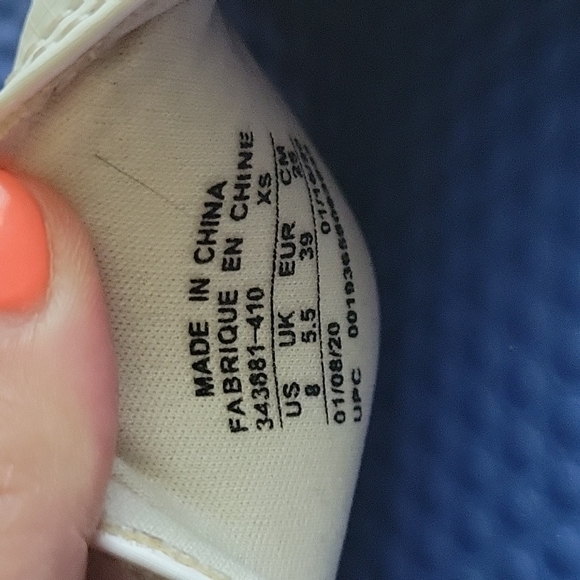 MADE IN CHINA
FABRIQUE EN CHINE
343881-410 XS
US UK EUR CM
8 5.5 39
01/08/20
UPC